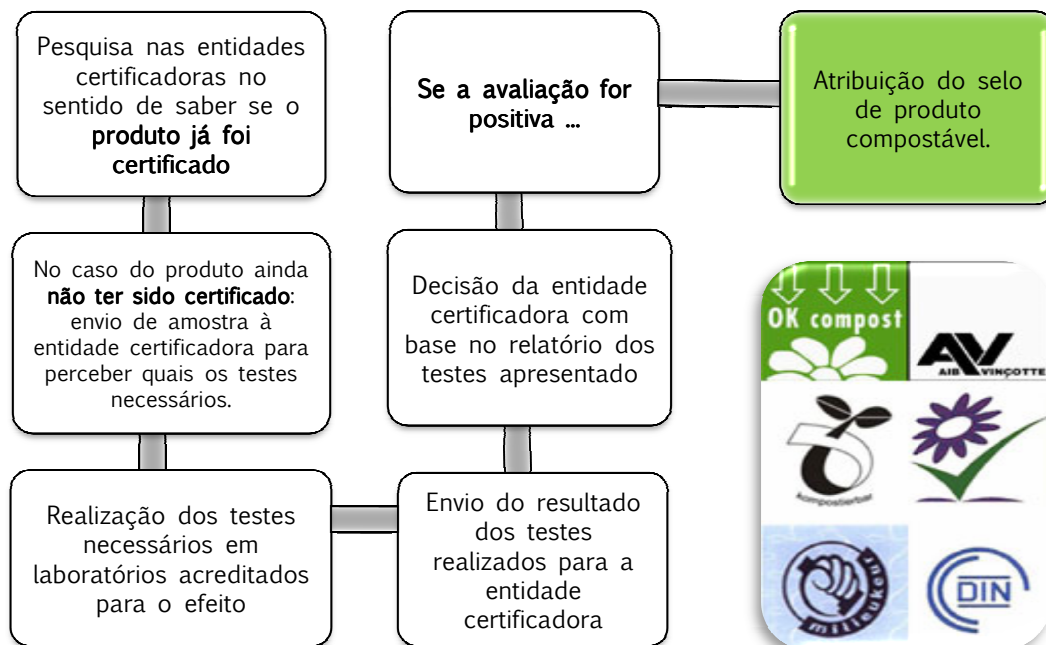 Pesquisa nas entidades
certificadoras no
sentido de saber se o
produto já foi
certificado
No caso do produto ainda
não ter sido certificado:
envio de amostra à
entidade certificadora para
perceber quais os testes
necessários.
Realização dos testes
necessários em
laboratórios acreditados
para o efeito
Envio do resultado
dos testes
realizados para a
entidade
certificadora
Decisão da entidade
certificadora com
base no relatório dos
testes apresentado
Se a avaliação for
positiva ...
Atribuição do selo
de produto
compostável.
OK compost
AV
AIB VINÇOTTE
kompostierbar
milieukeur
DIN